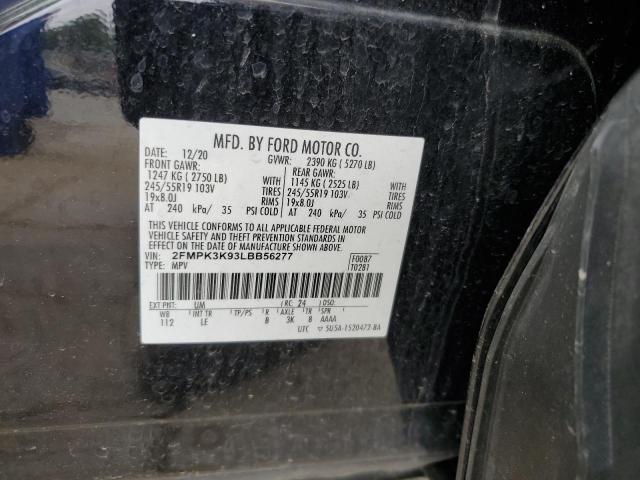 MFD. BY FORD MOTOR CO.
DATE: 12/20 GVWR: 2390 KG ( 5270 LB)
FRONT GAWR: REAR GAWR:
1247 KG ( 2750 LB) 1145 KG ( 2525 LB)
245/55R19 103V TIRES 245/55R19 103V TIRES
19x8.0J RIMS 19x8.0J RIMS
AT 240 kPa/ 35 PSI COLD AT 240 kPa/ 35 PSI COLD
THIS VEHICLE CONFORMS TO ALL APPLICABLE FEDERAL MOTOR
VEHICLE SAFETY AND THEFT PREVENTION STANDARDS IN EFFECT
ON THE DATE OF MANUFACTURE SHOWN ABOVE.
VIN: 2FMPK3K93LBB56277 F0087
TYPE: MPV T0281
EXT PNT: UM RC: 24 DSO:
WB INT TR TP/PS R AXLE TR SPR
112 LE B 3K 8 AAAA
UTC 5U5A-1520472-BA